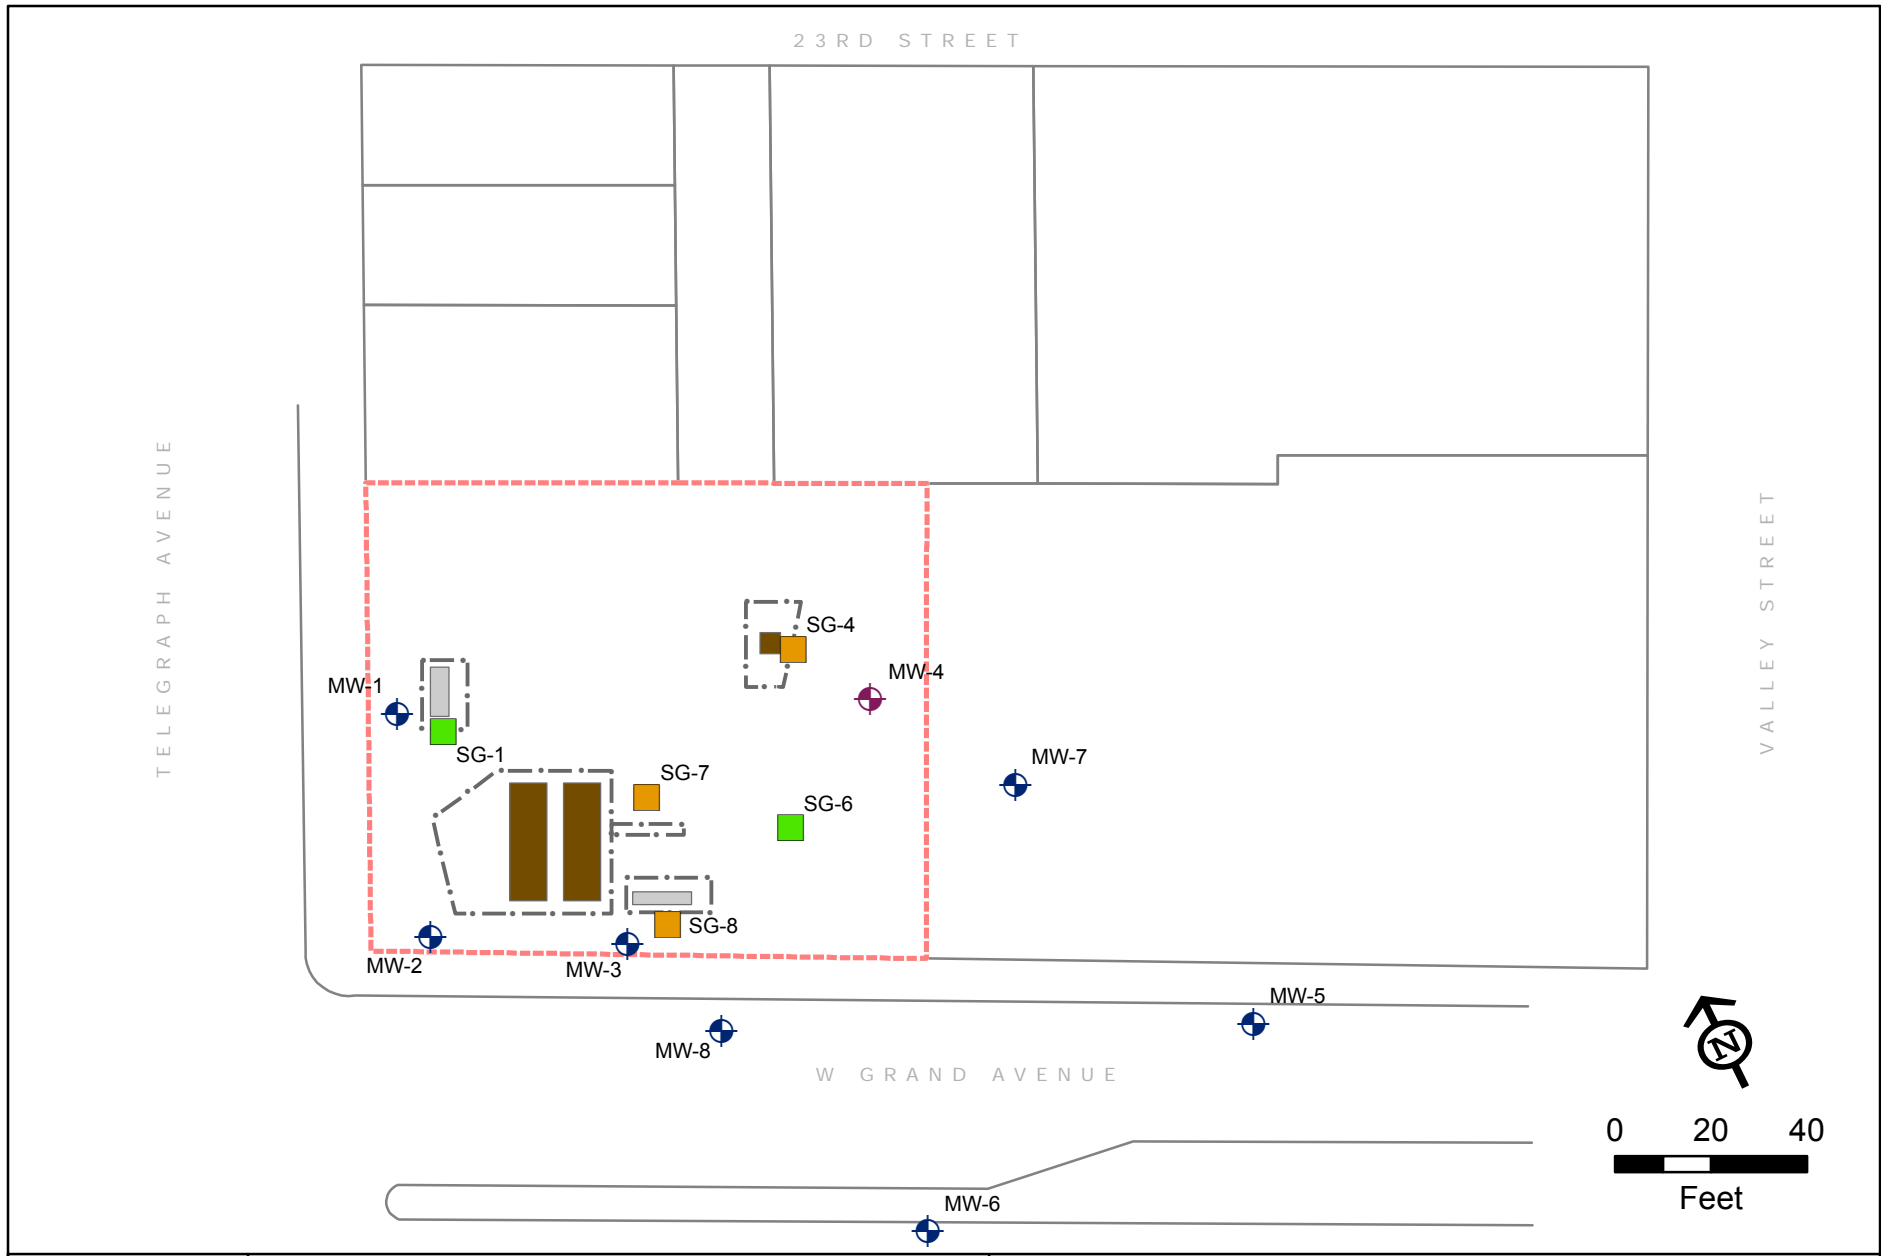 23RD STREET
TELEGRAPH AVENUE
VALLEY STREET
SG-4
MW-4
MW-1
SG-1
MW-7
SG-7
SG-6
SG-8
MW-2
MW-3
MW-5
MW-8
W GRAND AVENUE
N
0 20 40
Feet
MW-6